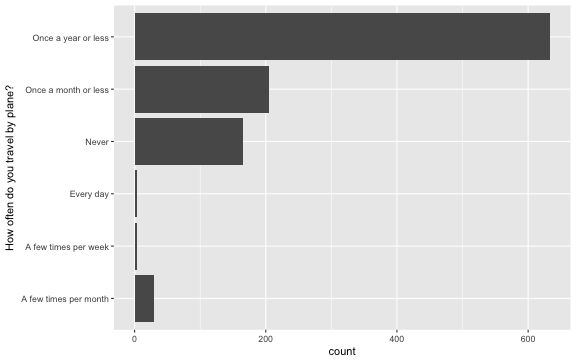 How often do you travel by plane?
Once a year or less
Once a month or less
Never
Every day
A few times per week
A few times per month
0 200 400 600
count